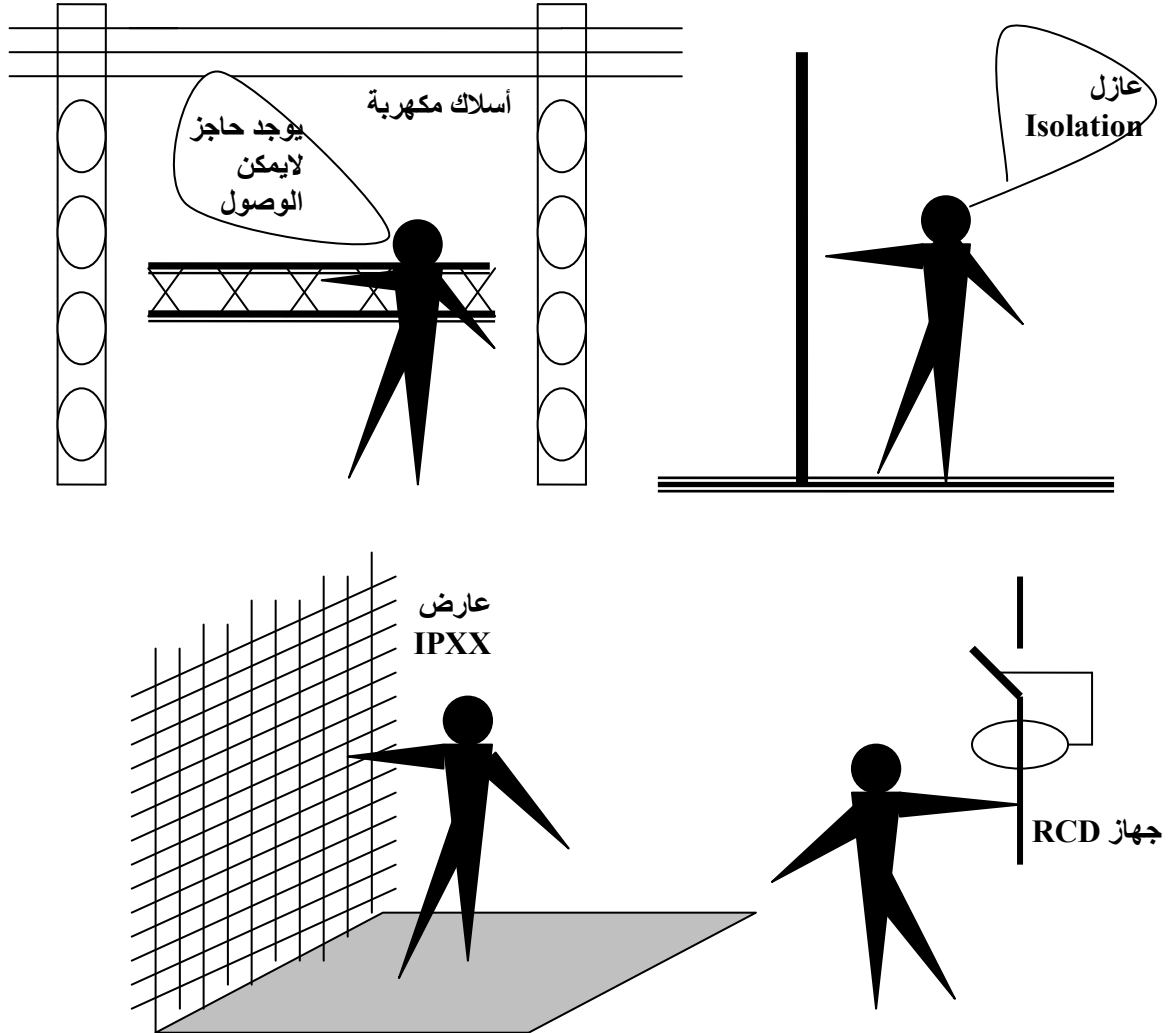 أسلاك مكهربة
يوجد حاجز
لايمكن
الوصول
عازل
Isolation
عارض
IPXX
جهاز RCD